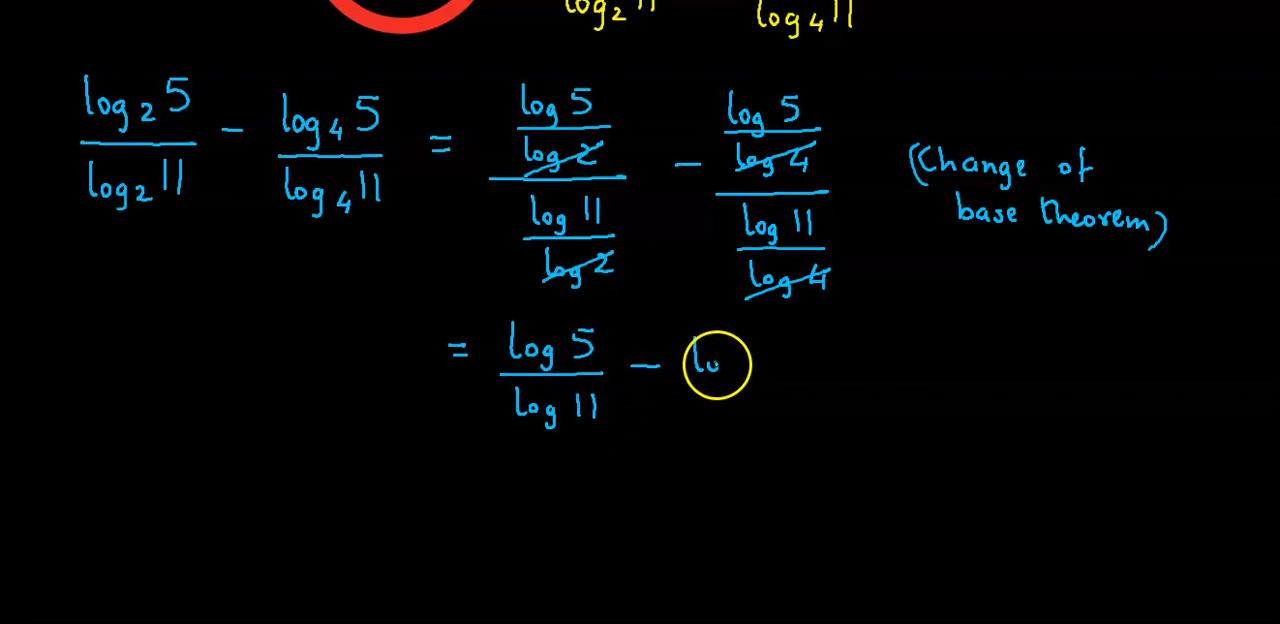 log₂ 11 log₄ 11
log₂ 5 / log₂ 11 − log₄ 5 / log₄ 11 = (log 5 / log 2) / (log 11 / log 2) − (log 5 / log 4) / (log 11 / log 4) (Change of
base theorem)
= log 5 / log 11 − lo